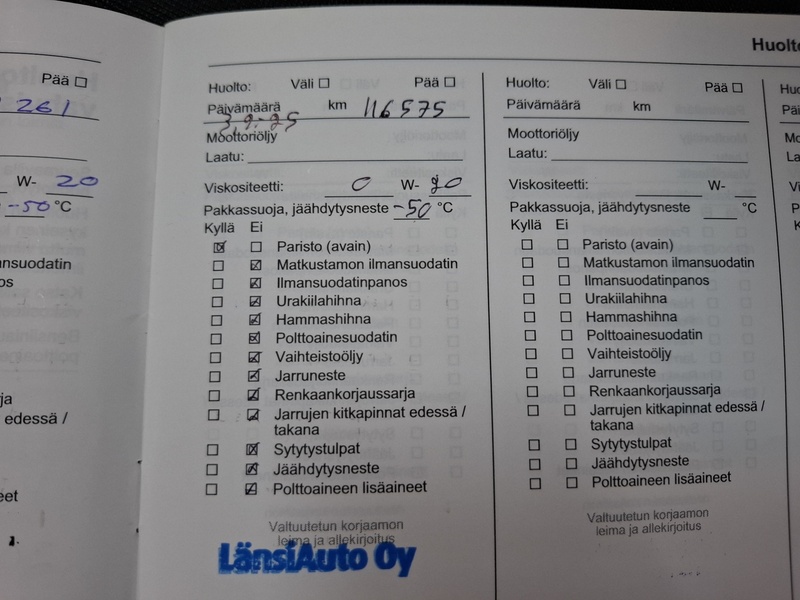 Huolto
Pää ☐
261
W- 20
-50 °C
nsuodatin
os
ja
edessä /
eet
Huolto: Väli ☐ Pää ☐
Päivämäärä km 116575
3.9.25
Moottoriöljy
Laatu:
Viskositeetti: 0 W- 20
Pakkassuoja, jäähdytysneste -50 °C
Kyllä Ei
☒ ☐ Paristo (avain)
☐ ☒ Matkustamon ilmansuodatin
☐ ☒ Ilmansuodatinpanos
☐ ☒ Urakiilahihna
☐ ☒ Hammashihna
☐ ☒ Polttoainesuodatin
☐ ☒ Vaihteistoöljy
☐ ☒ Jarruneste
☐ ☒ Renkaankorjaussarja
☐ ☒ Jarrujen kitkapinnat edessä /
takana
☐ ☒ Sytytystulpat
☐ ☒ Jäähdytysneste
☐ ☒ Polttoaineen lisäaineet
Valtuutetun korjaamon
leima ja allekirjoitus
LänsiAuto Oy
Huolto: Väli ☐ Pää ☐
Päivämäärä km
Moottoriöljy
Laatu:
Viskositeetti: W-
Pakkassuoja, jäähdytysneste °C
Kyllä Ei
☐ ☐ Paristo (avain)
☐ ☐ Matkustamon ilmansuodatin
☐ ☐ Ilmansuodatinpanos
☐ ☐ Urakiilahihna
☐ ☐ Hammashihna
☐ ☐ Polttoainesuodatin
☐ ☐ Vaihteistoöljy
☐ ☐ Jarruneste
☐ ☐ Renkaankorjaussarja
☐ ☐ Jarrujen kitkapinnat edessä /
takana
☐ ☐ Sytytystulpat
☐ ☐ Jäähdytysneste
☐ ☐ Polttoaineen lisäaineet
Valtuutetun korjaamon
leima ja allekirjoitus